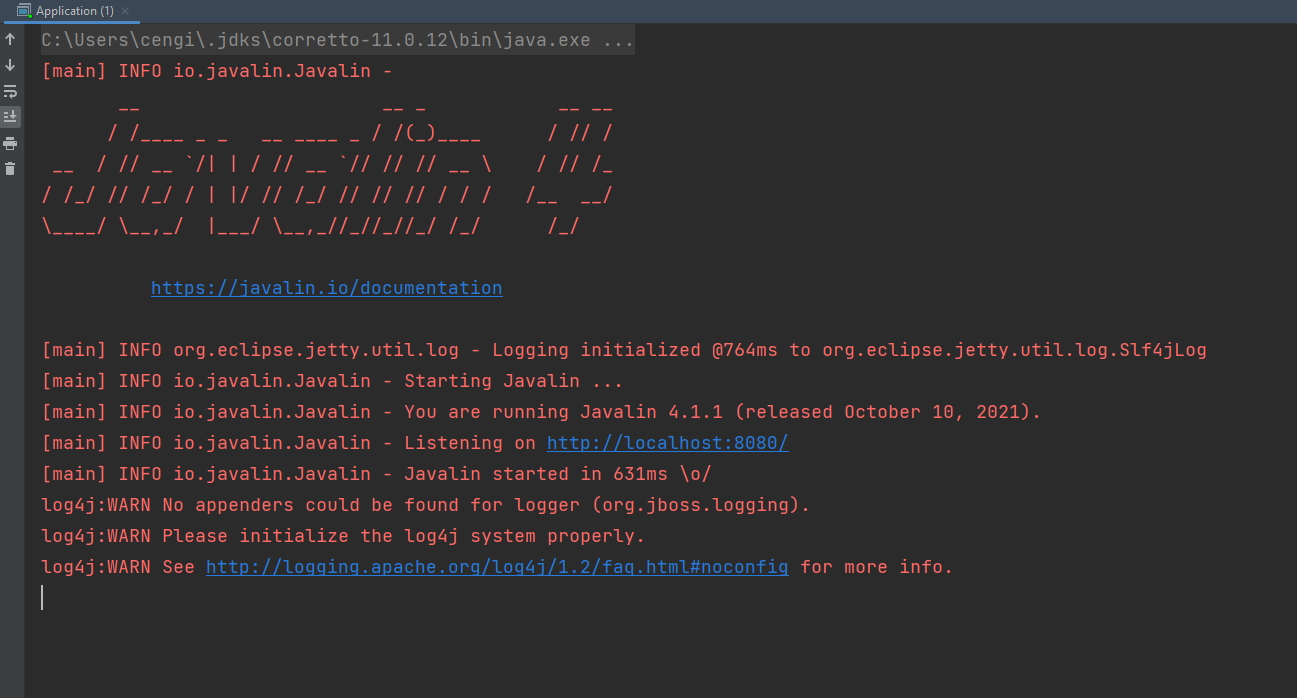 Application (1)
C:\Users\cengi\.jdks\corretto-11.0.12\bin\java.exe ...
[main] INFO io.javalin.Javalin -
       __                      __ _            __ __
      / /____ _ _   __ ____ _ / /(_)____      / // /
 __  / // __ `/| | / // __ `// // // __ \    / // /_
/ /_/ // /_/ / | |/ // /_/ // // // / / /   /__  __/
\____/ \__,_/  |___/ \__,_//_//_//_/ /_/      /_/
https://javalin.io/documentation
[main] INFO org.eclipse.jetty.util.log - Logging initialized @764ms to org.eclipse.jetty.util.log.Slf4jLog
[main] INFO io.javalin.Javalin - Starting Javalin ...
[main] INFO io.javalin.Javalin - You are running Javalin 4.1.1 (released October 10, 2021).
[main] INFO io.javalin.Javalin - Listening on http://localhost:8080/
[main] INFO io.javalin.Javalin - Javalin started in 631ms \o/
log4j:WARN No appenders could be found for logger (org.jboss.logging).
log4j:WARN Please initialize the log4j system properly.
log4j:WARN See http://logging.apache.org/log4j/1.2/faq.html#noconfig for more info.